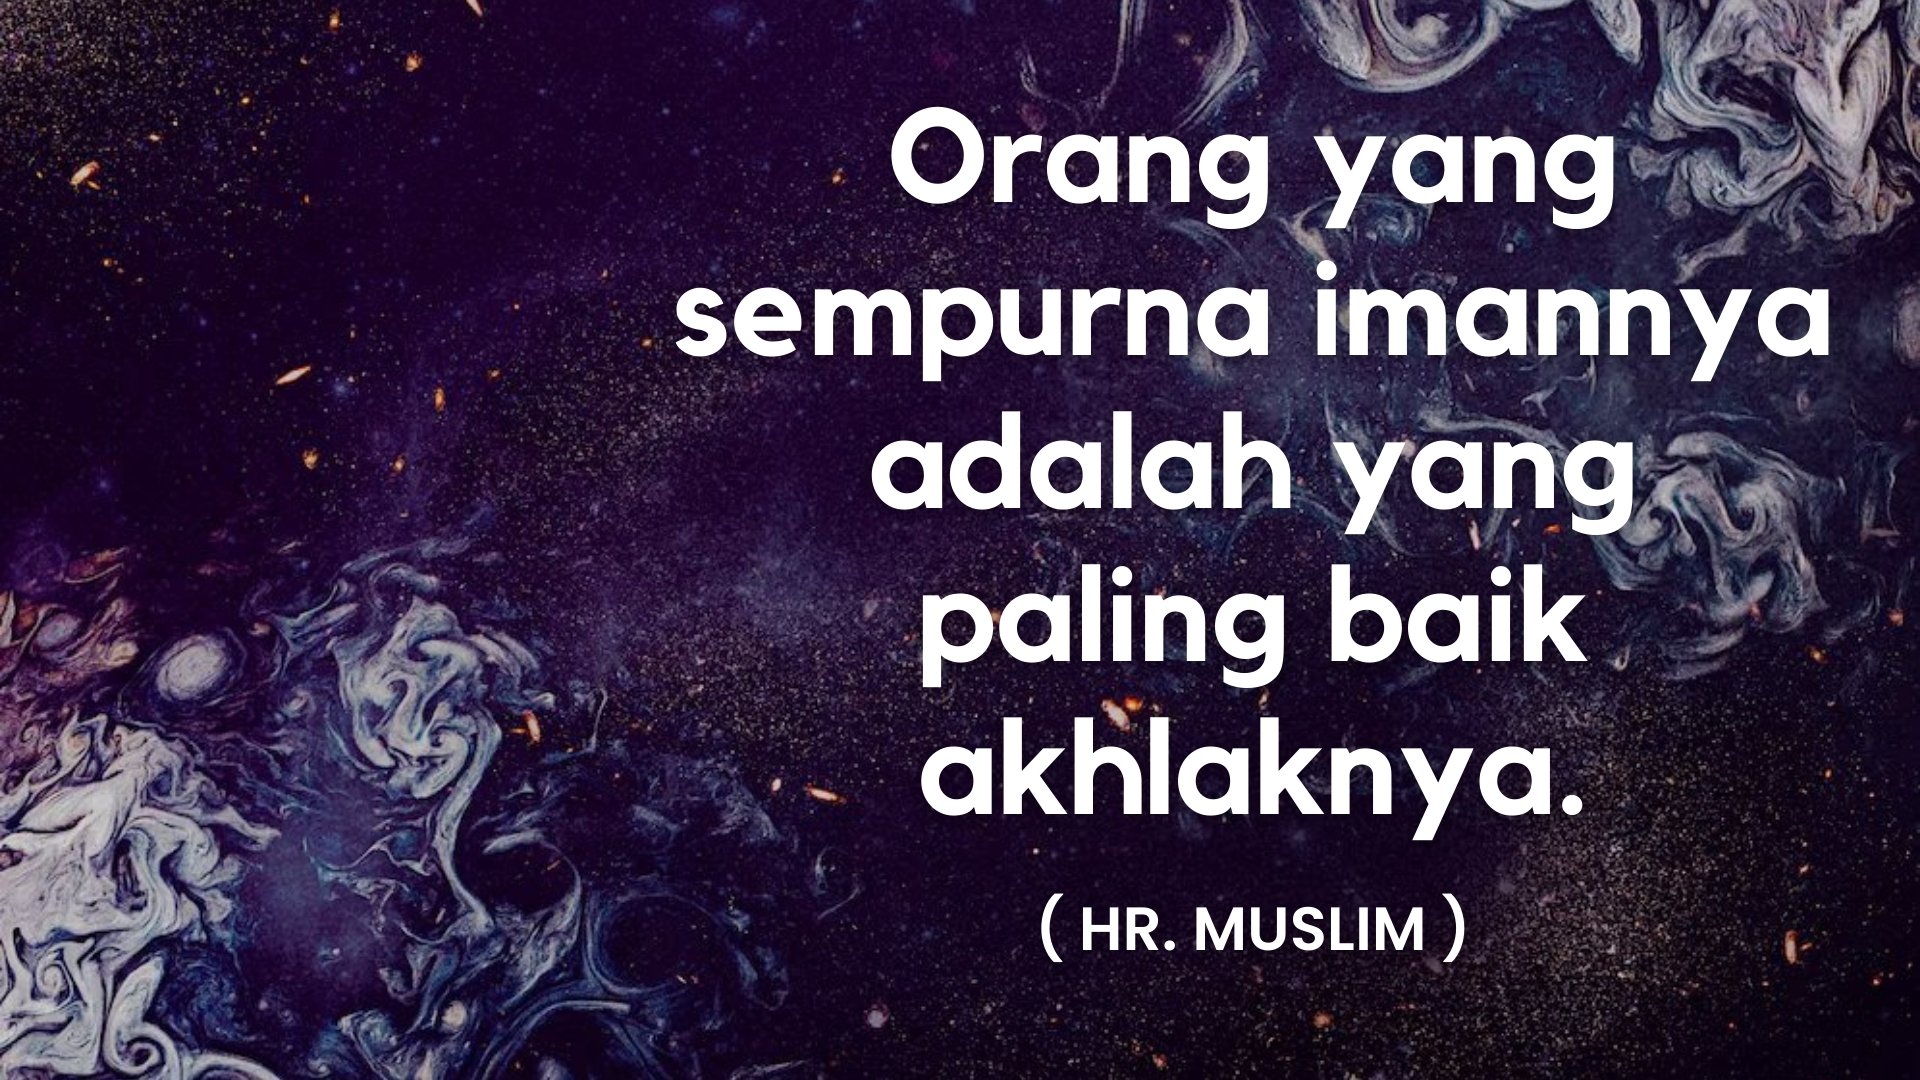 Orang yang
sempurna imannya
adalah yang
paling baik
akhlaknya.
( HR. MUSLIM )